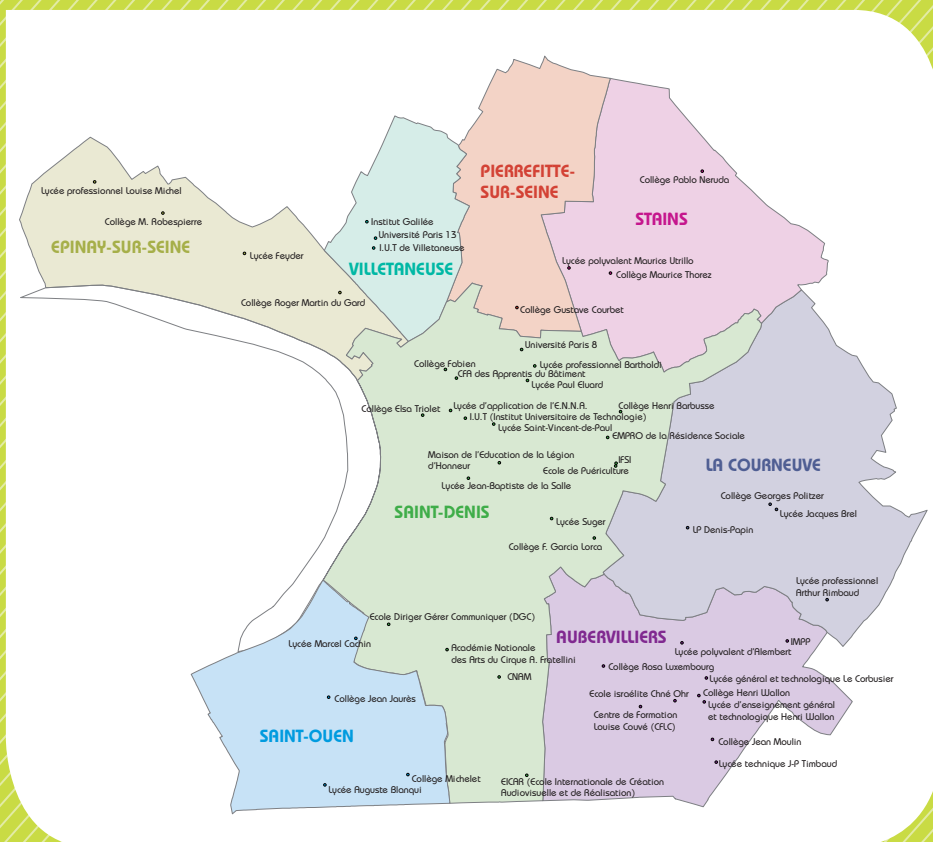 PIERREFITTE-
SUR-SEINE
Collège Pablo Neruda
Lycée professionnel Louise Michel
Collège M. Robespierre
STAINS
Institut Galilée
Université Paris 13
I.U.T de Villetaneuse
EPINAY-SUR-SEINE
Lycée Feyder
VILLETANEUSE
Lycée polyvalent Maurice Utrillo
Collège Maurice Thorez
Collège Roger Martin du Gard
Collège Gustave Courbet
Université Paris 8
Collège Fabien
Lycée professionnel Bartholdi
CFA des Apprentis du Bâtiment
Lycée Paul Eluard
Collège Elsa Triolet
Lycée d'application de l'E.N.N.A.
Collège Henri Barbusse
I.U.T (Institut Universitaire de Technologie)
Lycée Saint-Vincent-de-Paul
EMPRO de la Résidence Sociale
Maison de l'Education de la Légion
d'Honneur
IFSI
Ecole de Puériculture
LA COURNEUVE
Lycée Jean-Baptiste de la Salle
Collège Georges Politzer
SAINT-DENIS
Lycée Jacques Brel
Lycée Suger
LP Denis-Papin
Collège F. Garcia Lorca
Lycée professionnel
Arthur Rimbaud
Ecole Diriger Gérer Communiquer (DGC)
AUBERVILLIERS
Lycée Marcel Cachin
IMPP
Académie Nationale
des Arts du Cirque A. Fratellini
Lycée polyvalent d'Alembert
Collège Rosa Luxembourg
CNAM
Lycée général et technologique Le Corbusier
Collège Jean Jaurès
Ecole israélite Chné Ohr
Collège Henri Wallon
Lycée d'enseignement général
et technologique Henri Wallon
Centre de Formation
Louise Couvé (CFLC)
SAINT-OUEN
Collège Jean Moulin
Lycée technique J-P Timbaud
Collège Michelet
Lycée Auguste Blanqui
EICAR (Ecole Internationale de Création
Audiovisuelle et de Réalisation)